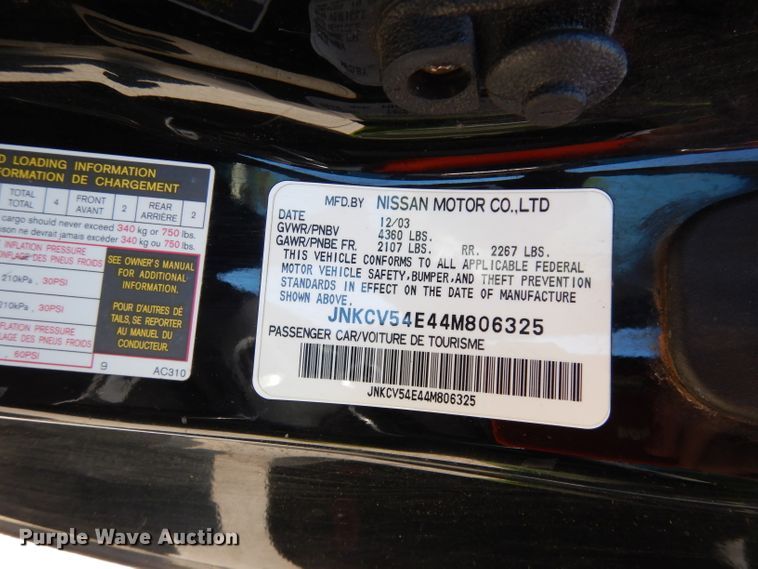 D LOADING INFORMATION
FORMATION DE CHARGEMENT
TOTAL
TOTAL
4
FRONT
AVANT
2
REAR
ARRIÈRE
2
cargo should never exceed 340 kg or 750 lbs.
sson ne devrait jamais excéder 340 kg ou 750 lbs.
INFLATION PRESSURE
ONFLAGE DES PNEUS FROIDS
210kPa , 30PSI
210kPa , 30PSI
INFLATION PRESSURE
ONFLAGE DES PNEUS FROIDS
, 60PSI
SEE OWNER'S MANUAL
FOR ADDITIONAL
INFORMATION.
POUR D'AUTRES DÉ
TAILS, SE REPORTER
AU MANUEL DU
CONDUCTEUR.
9
AC310
MFD.BY NISSAN MOTOR CO.,LTD
DATE 12/03
GVWR/PNBV 4360 LBS.
GAWR/PNBE FR. 2107 LBS. RR. 2267 LBS.
THIS VEHICLE CONFORMS TO ALL APPLICABLE FEDERAL
MOTOR VEHICLE SAFETY,BUMPER,AND THEFT PREVENTION
STANDARDS IN EFFECT ON THE DATE OF MANUFACTURE
SHOWN ABOVE.
JNKCV54E44M806325
PASSENGER CAR/VOITURE DE TOURISME
JNKCV54E44M806325
Purple Wave Auction